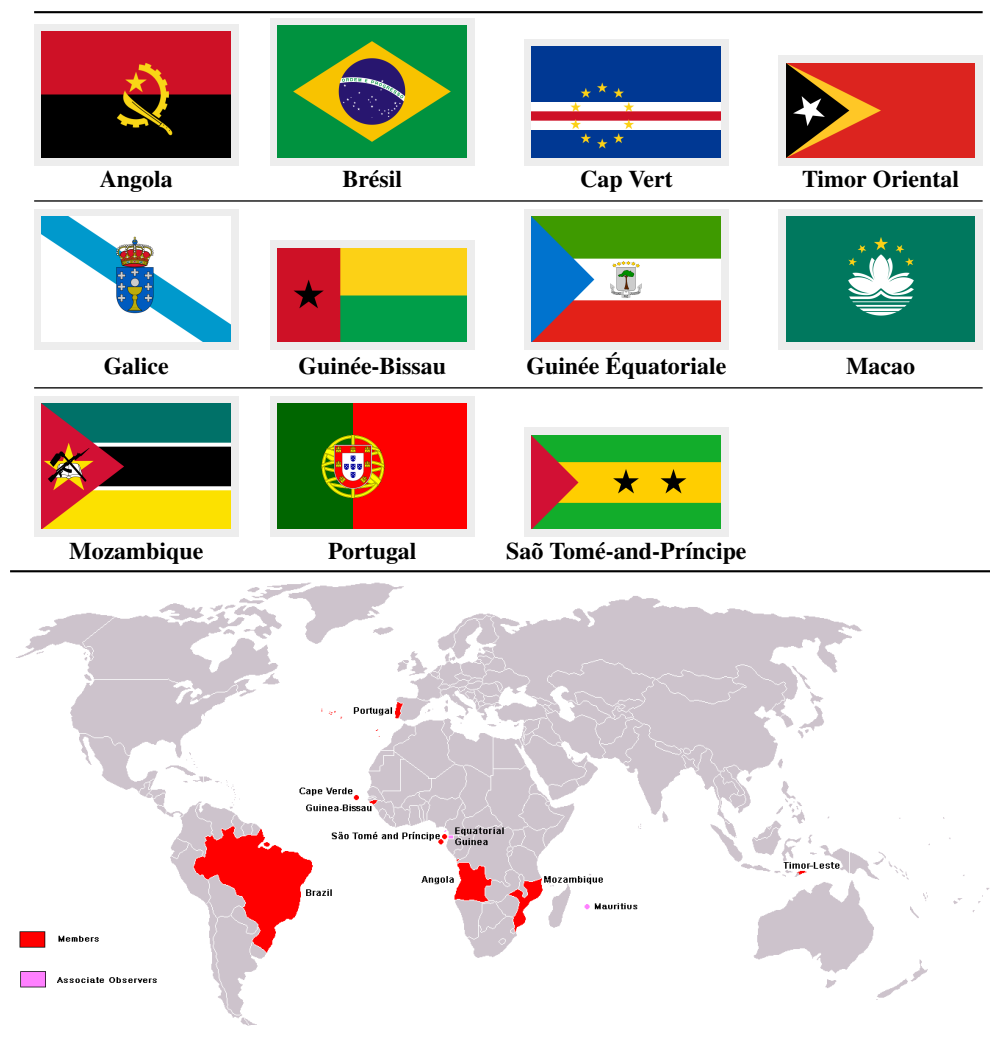 Angola
Brésil
Cap Vert
Timor Oriental
Galice
Guinée-Bissau
Guinée Équatoriale
Macao
Mozambique
Portugal
Saõ Tomé-and-Príncipe
ORDEM E PROGRESSO
Portugal
Cape Verde
Guinea-Bissau
São Tomé and Príncipe
Equatorial
Guinea
Timor-Leste
Angola
Mozambique
Brazil
Mauritius
Members
Associate Observers